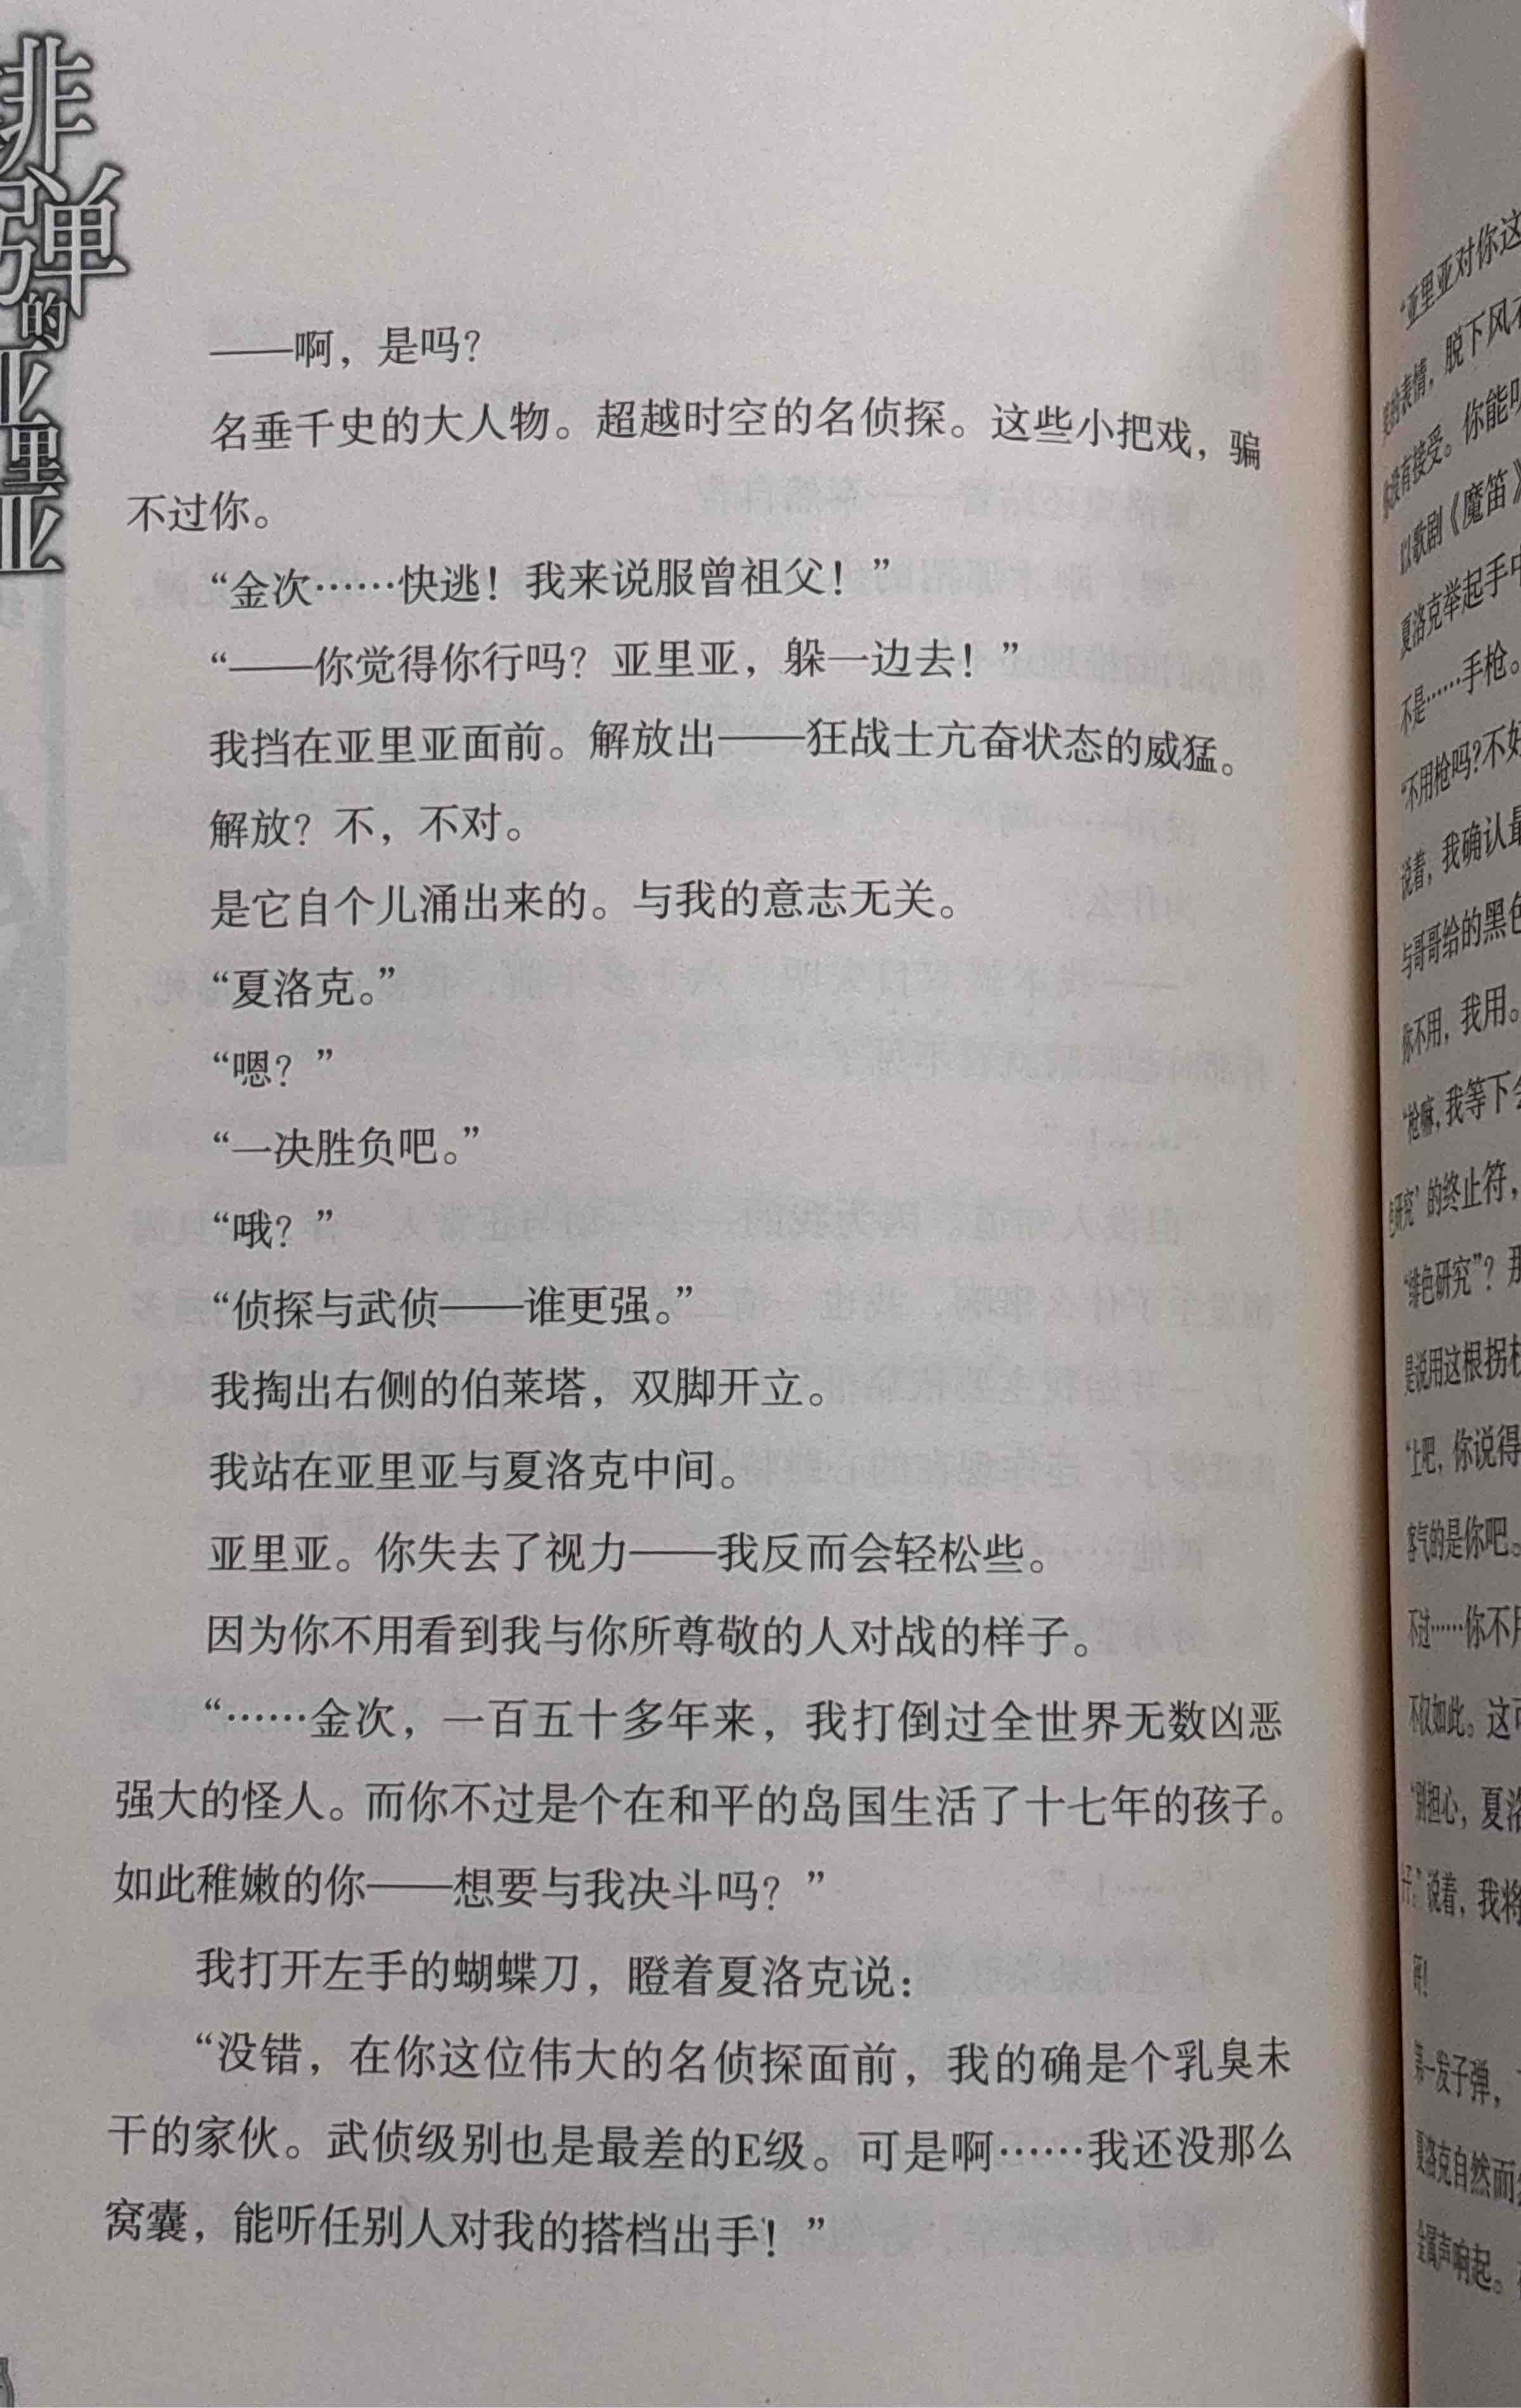 绯弹的亚里亚
——啊，是吗？
名垂千史的大人物。超越时空的名侦探。这些小把戏，骗
不过你。
“金次……快逃！我来说服曾祖父！”
“——你觉得你行吗？亚里亚，躲一边去！”
我挡在亚里亚面前。解放出——狂战士亢奋状态的威猛。
解放？不，不对。
是它自个儿涌出来的。与我的意志无关。
“夏洛克。”
“嗯？”
“一决胜负吧。”
“哦？”
“侦探与武侦——谁更强。”
我掏出右侧的伯莱塔，双脚开立。
我站在亚里亚与夏洛克中间。
亚里亚。你失去了视力——我反而会轻松些。
因为你不用看到我与你所尊敬的人对战的样子。
“……金次，一百五十多年来，我打倒过全世界无数凶恶
强大的怪人。而你不过是个在和平的岛国生活了十七年的孩子。
如此稚嫩的你——想要与我决斗吗？”
我打开左手的蝴蝶刀，瞪着夏洛克说：
“没错，在你这位伟大的名侦探面前，我的确是个乳臭未
干的家伙。武侦级别也是最差的E级。可是啊……我还没那么
窝囊，能听任别人对我的搭档出手！”
“亚里亚对你这
的表情，脱下风
没有接受。你能
以歌剧《魔笛》
夏洛克举起手中
不是……手枪。
“不用枪吗？不好
说着，我确认
与哥哥给的黑色
你不用，我用。
“枪嘛，我等下
研究’的终止符，
“绯色研究”？那
是说用这根拐杖
“上吧，你说得
客气的是你吧。
不过……你不用
不仅如此。这可
“别担心，夏洛
说着，我将
第一发子弹，
夏洛克自然而
金属声响起。